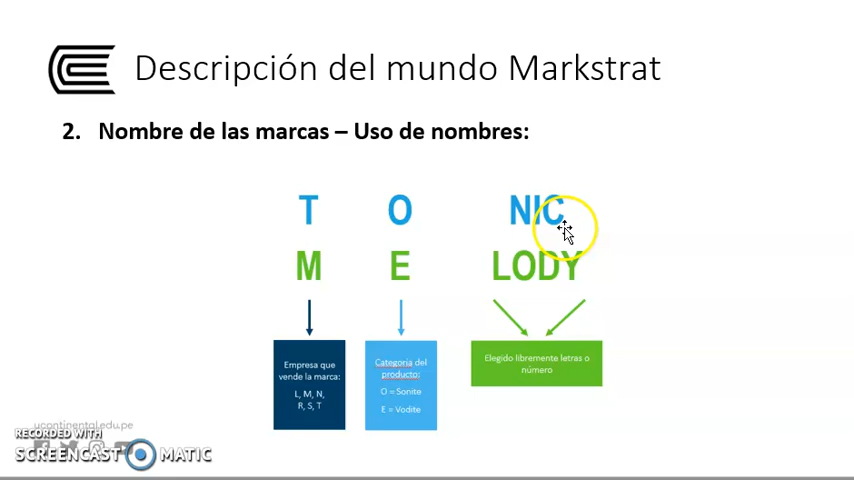 Descripción del mundo Markstrat
2. Nombre de las marcas – Uso de nombres:
T O NIC
M E LODY
Empresa que
vende la marca:
L, M, N,
R, S, T
Categoría del
producto:
O = Sonite
E = Vodite
Elegido libremente letras o
número
ucontinental.edu.pe
RECORDED WITH
SCREENCAST MATIC